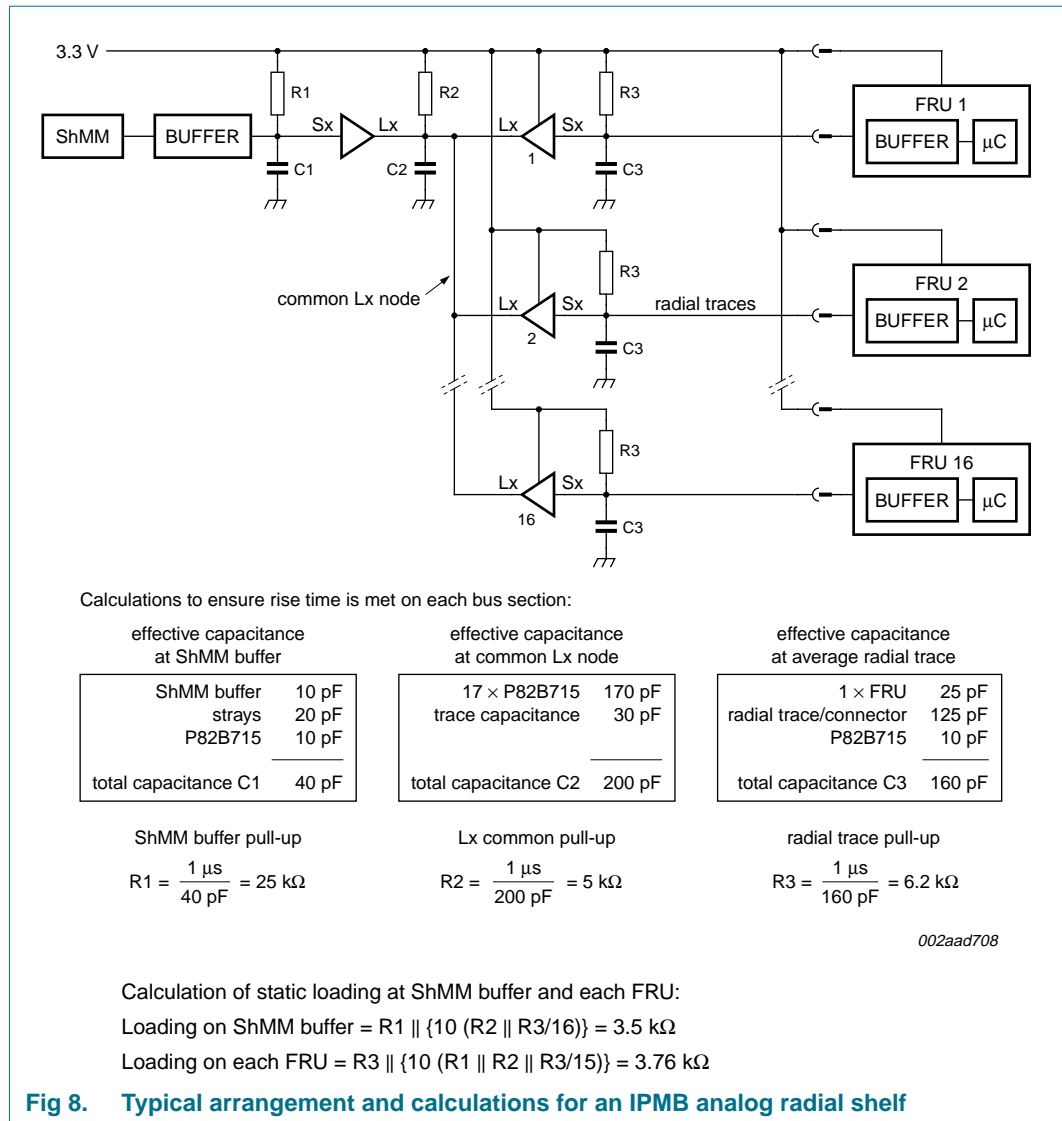 3.3 V
R1
R2
R3
FRU 1
ShMM
BUFFER
Sx
Lx
Lx
Sx
BUFFER
μC
1
C1
C2
C3
R3
FRU 2
common Lx node
Lx
Sx
radial traces
BUFFER
μC
2
C3
R3
FRU 16
Lx
Sx
BUFFER
μC
16
C3
Calculations to ensure rise time is met on each bus section:
effective capacitance
at ShMM buffer
ShMM buffer 10 pF
strays 20 pF
P82B715 10 pF
total capacitance C1 40 pF
effective capacitance
at common Lx node
17 × P82B715 170 pF
trace capacitance 30 pF
total capacitance C2 200 pF
effective capacitance
at average radial trace
1 × FRU 25 pF
radial trace/connector 125 pF
P82B715 10 pF
total capacitance C3 160 pF
ShMM buffer pull-up
R1 = 1 μs / 40 pF = 25 kΩ
Lx common pull-up
R2 = 1 μs / 200 pF = 5 kΩ
radial trace pull-up
R3 = 1 μs / 160 pF = 6.2 kΩ
002aad708
Calculation of static loading at ShMM buffer and each FRU:
Loading on ShMM buffer = R1 || {10 (R2 || R3/16)} = 3.5 kΩ
Loading on each FRU = R3 || {10 (R1 || R2 || R3/15)} = 3.76 kΩ
Fig 8. Typical arrangement and calculations for an IPMB analog radial shelf